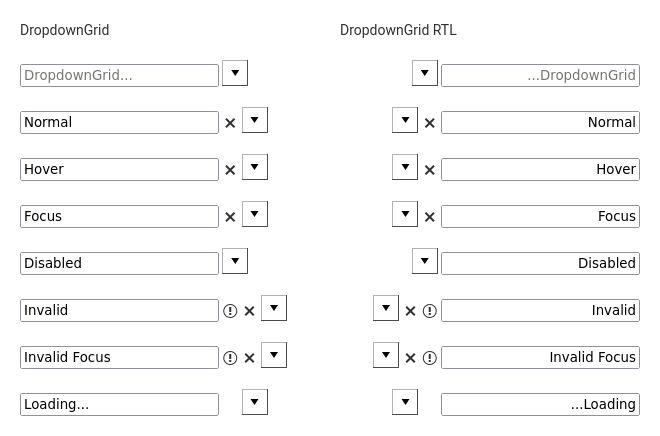 DropdownGrid
DropdownGrid...
Normal
Hover
Focus
Disabled
Invalid
Invalid Focus
Loading...
DropdownGrid RTL
...DropdownGrid
Normal
Hover
Focus
Disabled
Invalid
Invalid Focus
...Loading